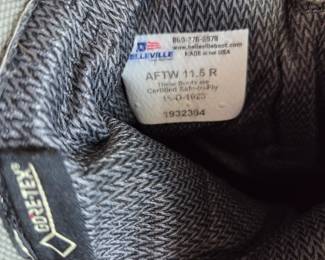 www.bellevilleboot.com
BELLEVILLE
MADE IN USA
AFTW 11.5 R
These Boots are
Certified Safe-to-Fly
1932394
GORE-TEX